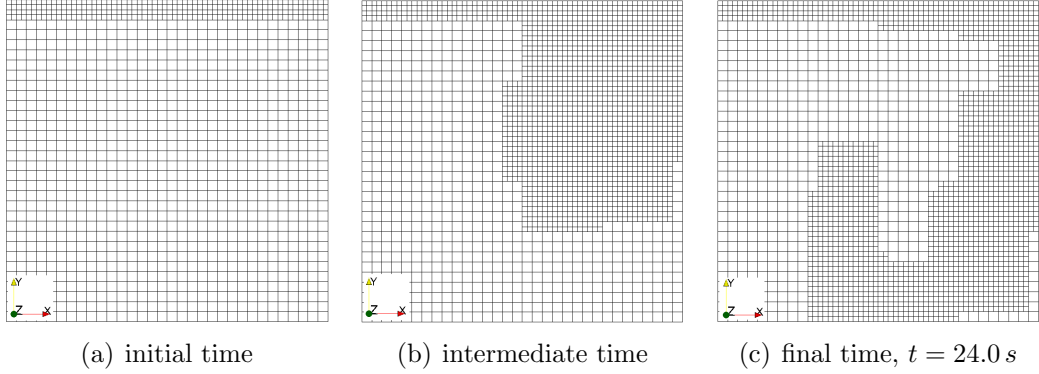 Y
Z X
Y
Z X
Y
Z X
(a) initial time
(b) intermediate time
(c) final time, t = 24.0 s